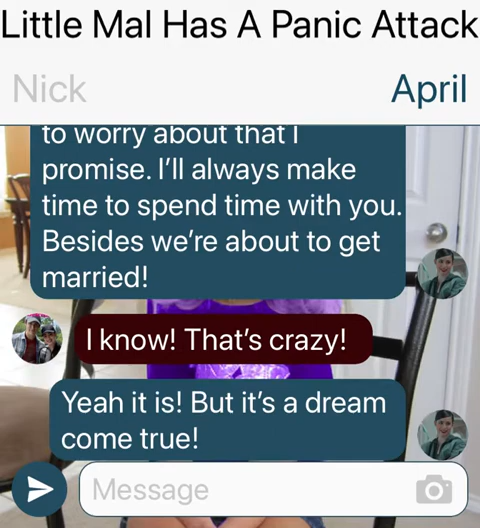 Little Mal Has A Panic Attack
Nick
April
to worry about that I
promise. I'll always make
time to spend time with you.
Besides we're about to get
married!
I know! That's crazy!
Yeah it is! But it's a dream
come true!
Message